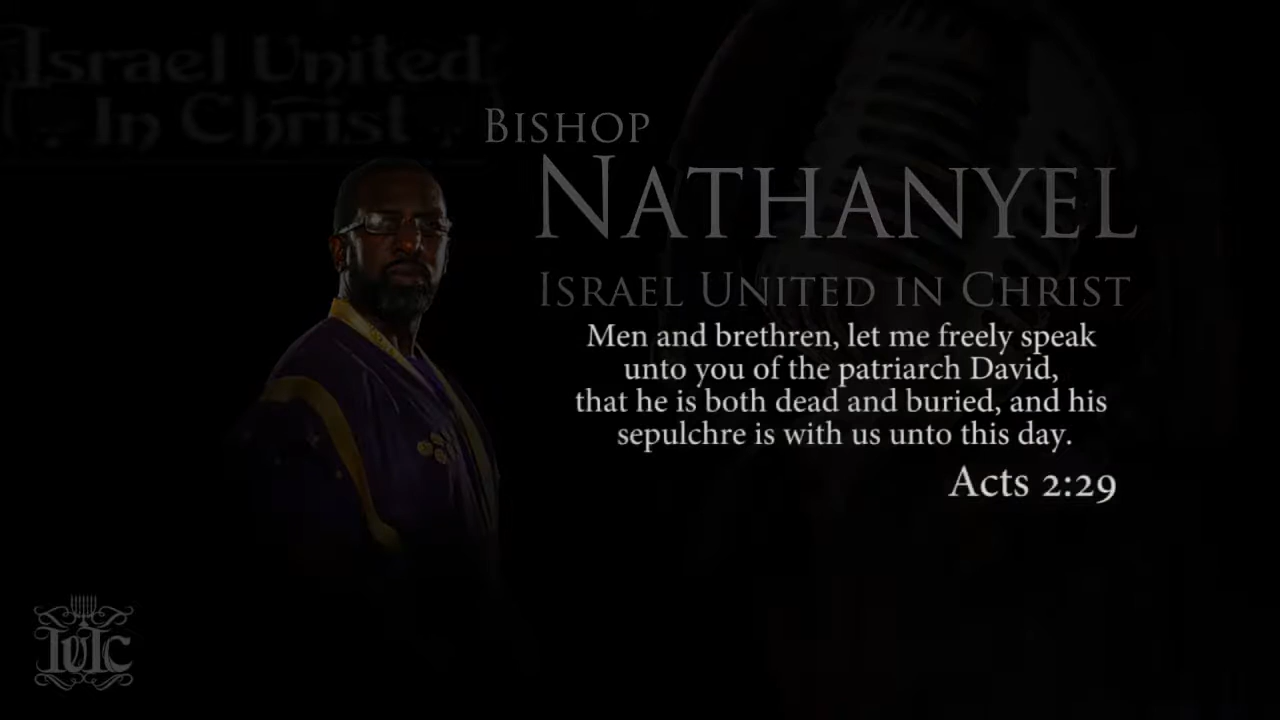 Israel United
In Christ
BISHOP
NATHANYEL
ISRAEL UNITED IN CHRIST
Men and brethren, let me freely speak
unto you of the patriarch David,
that he is both dead and buried, and his
sepulchre is with us unto this day.
Acts 2:29
IUIC